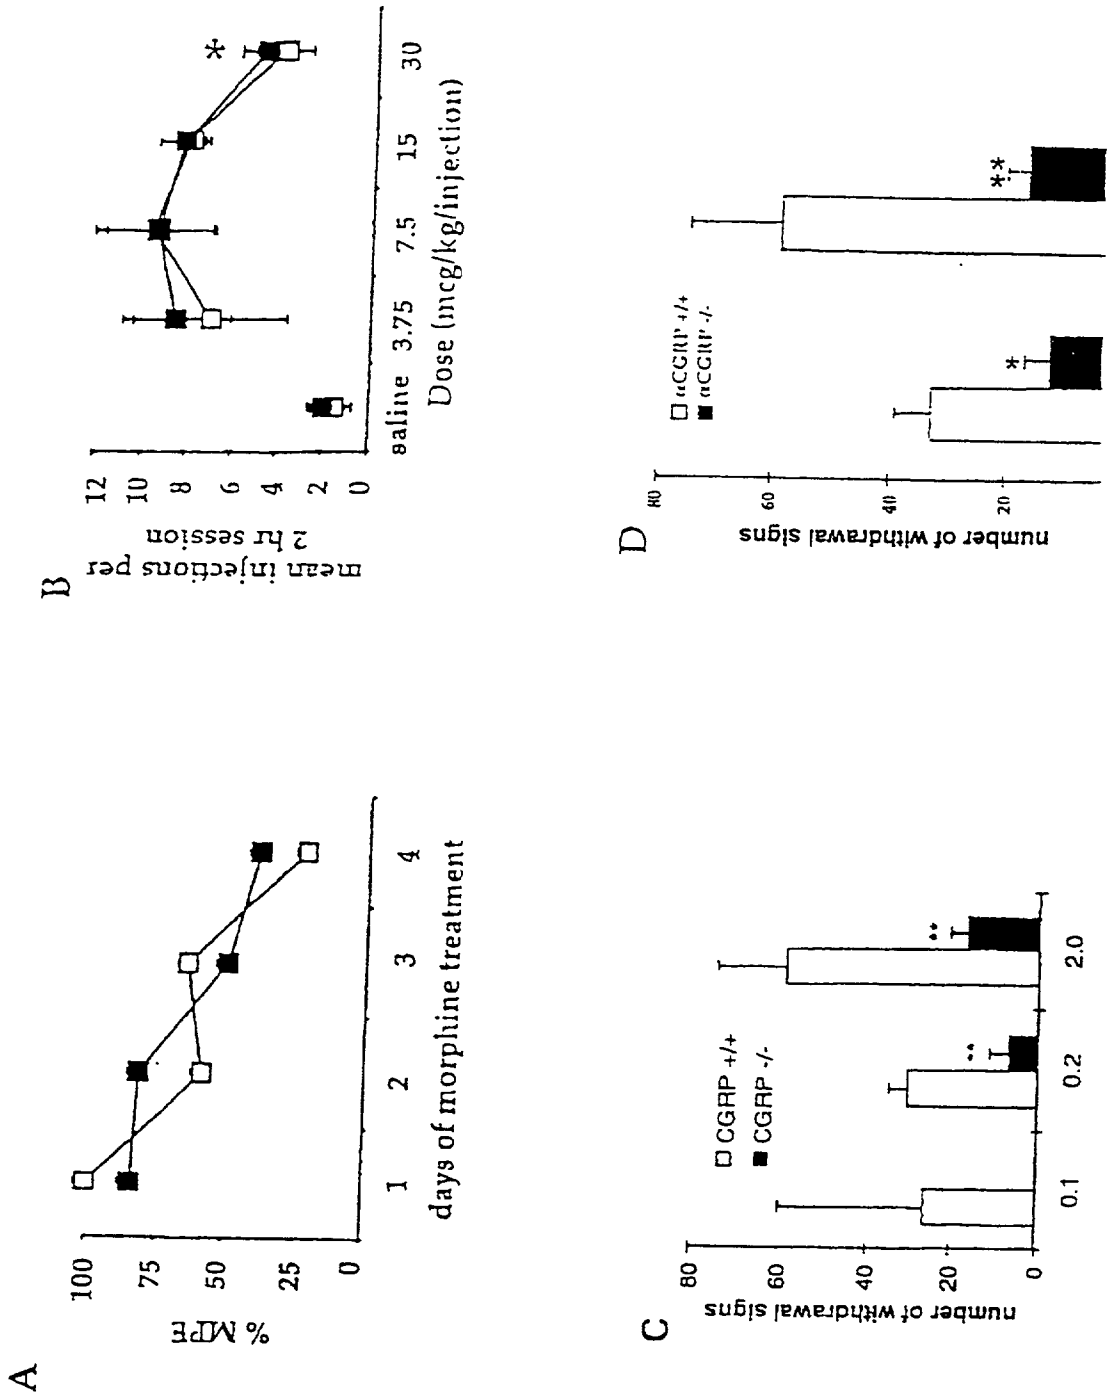 A
% MPE
100
75
50
25
0
1 2 3 4
days of morphine treatment
B
mean injections per
2 hr session
12
10
8
6
4
2
0
*
saline 3.75 7.5 15 30
Dose (mcg/kg/injection)
C
number of withdrawal signs
80
60
40
20
0
CGRP +/+
CGRP -/-
**
**
0.1 0.2 2.0
D
number of withdrawal signs
80
60
40
20
αCGRP +/+
αCGRP -/-
*
**